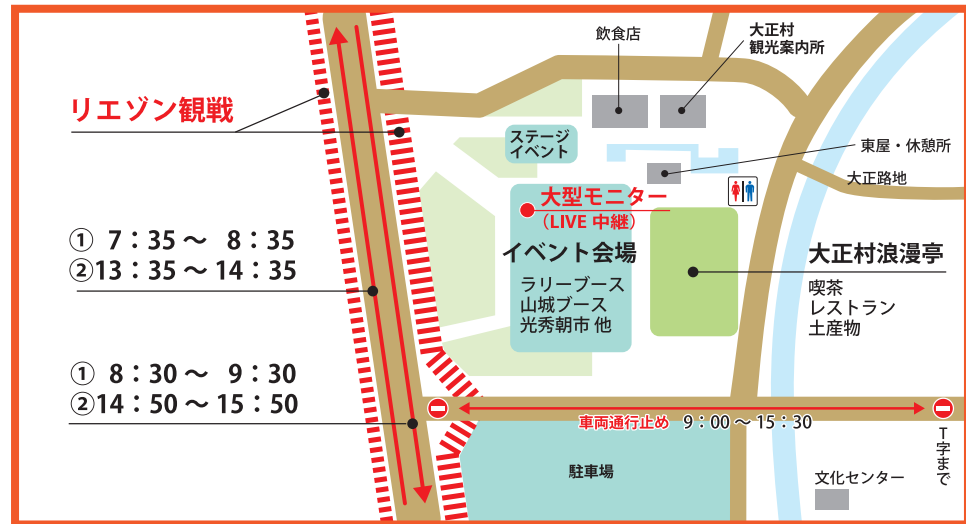 飲食店
大正村
観光案内所
リエゾン観戦
ステージ
イベント
東屋・休憩所
大正路地
大型モニター
（LIVE 中継）
イベント会場
ラリーブース
山城ブース
光秀朝市 他
大正村浪漫亭
喫茶
レストラン
土産物
① 7：35 ～ 8：35
②13：35 ～ 14：35
① 8：30 ～ 9：30
②14：50 ～ 15：50
車両通行止め 9：00 ～ 15：30
T字まで
駐車場
文化センター